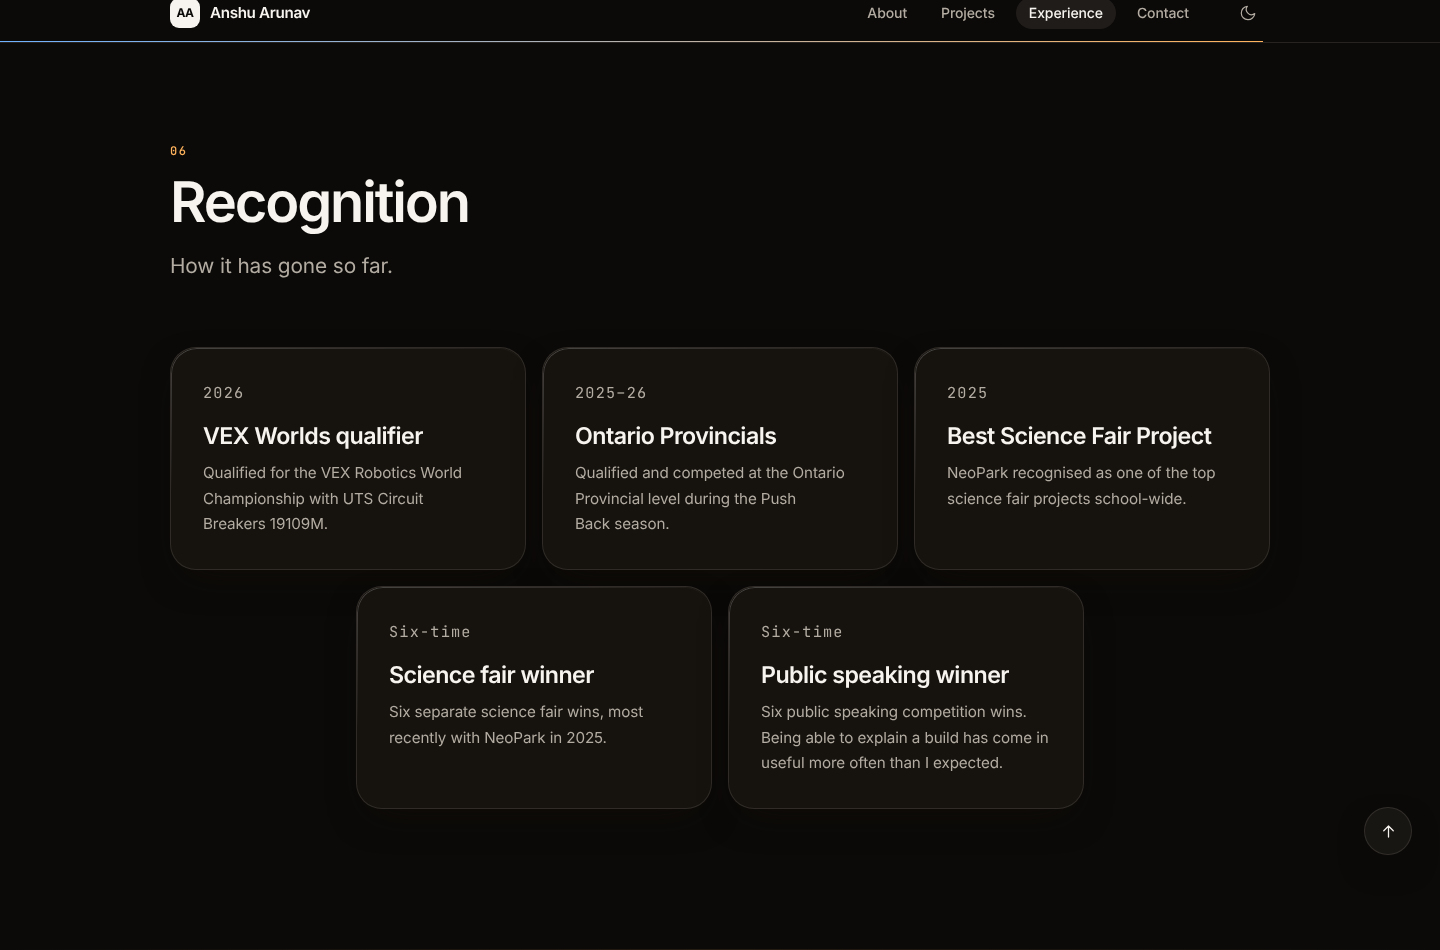 AA Anshu Arunav About Projects Experience Contact
06
Recognition
How it has gone so far.
2026
VEX Worlds qualifier
Qualified for the VEX Robotics World
Championship with UTS Circuit
Breakers 19109M.
2025–26
Ontario Provincials
Qualified and competed at the Ontario
Provincial level during the Push
Back season.
2025
Best Science Fair Project
NeoPark recognised as one of the top
science fair projects school-wide.
Six-time
Science fair winner
Six separate science fair wins, most
recently with NeoPark in 2025.
Six-time
Public speaking winner
Six public speaking competition wins.
Being able to explain a build has come in
useful more often than I expected.